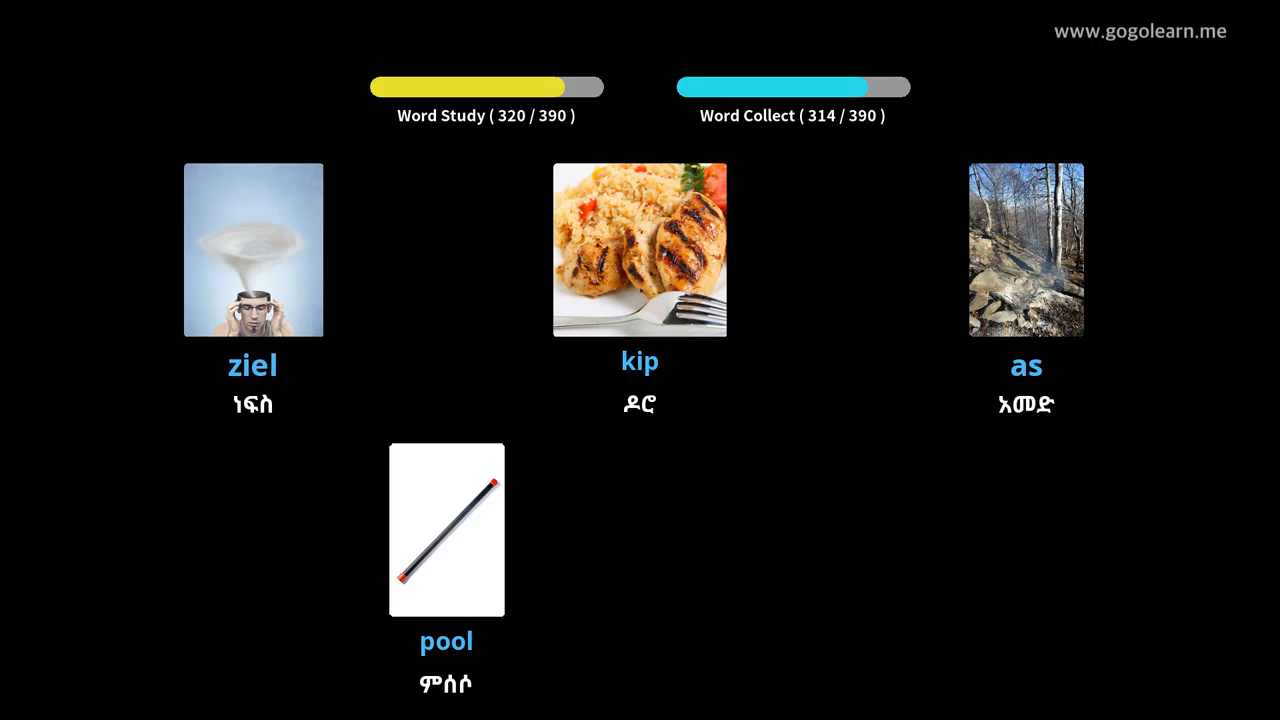 www.gogolearn.me
Word Study ( 320 / 390 )
Word Collect ( 314 / 390 )
ziel
kip
as
ነፍስ
ዶሮ
አመድ
pool
ምሰሶ